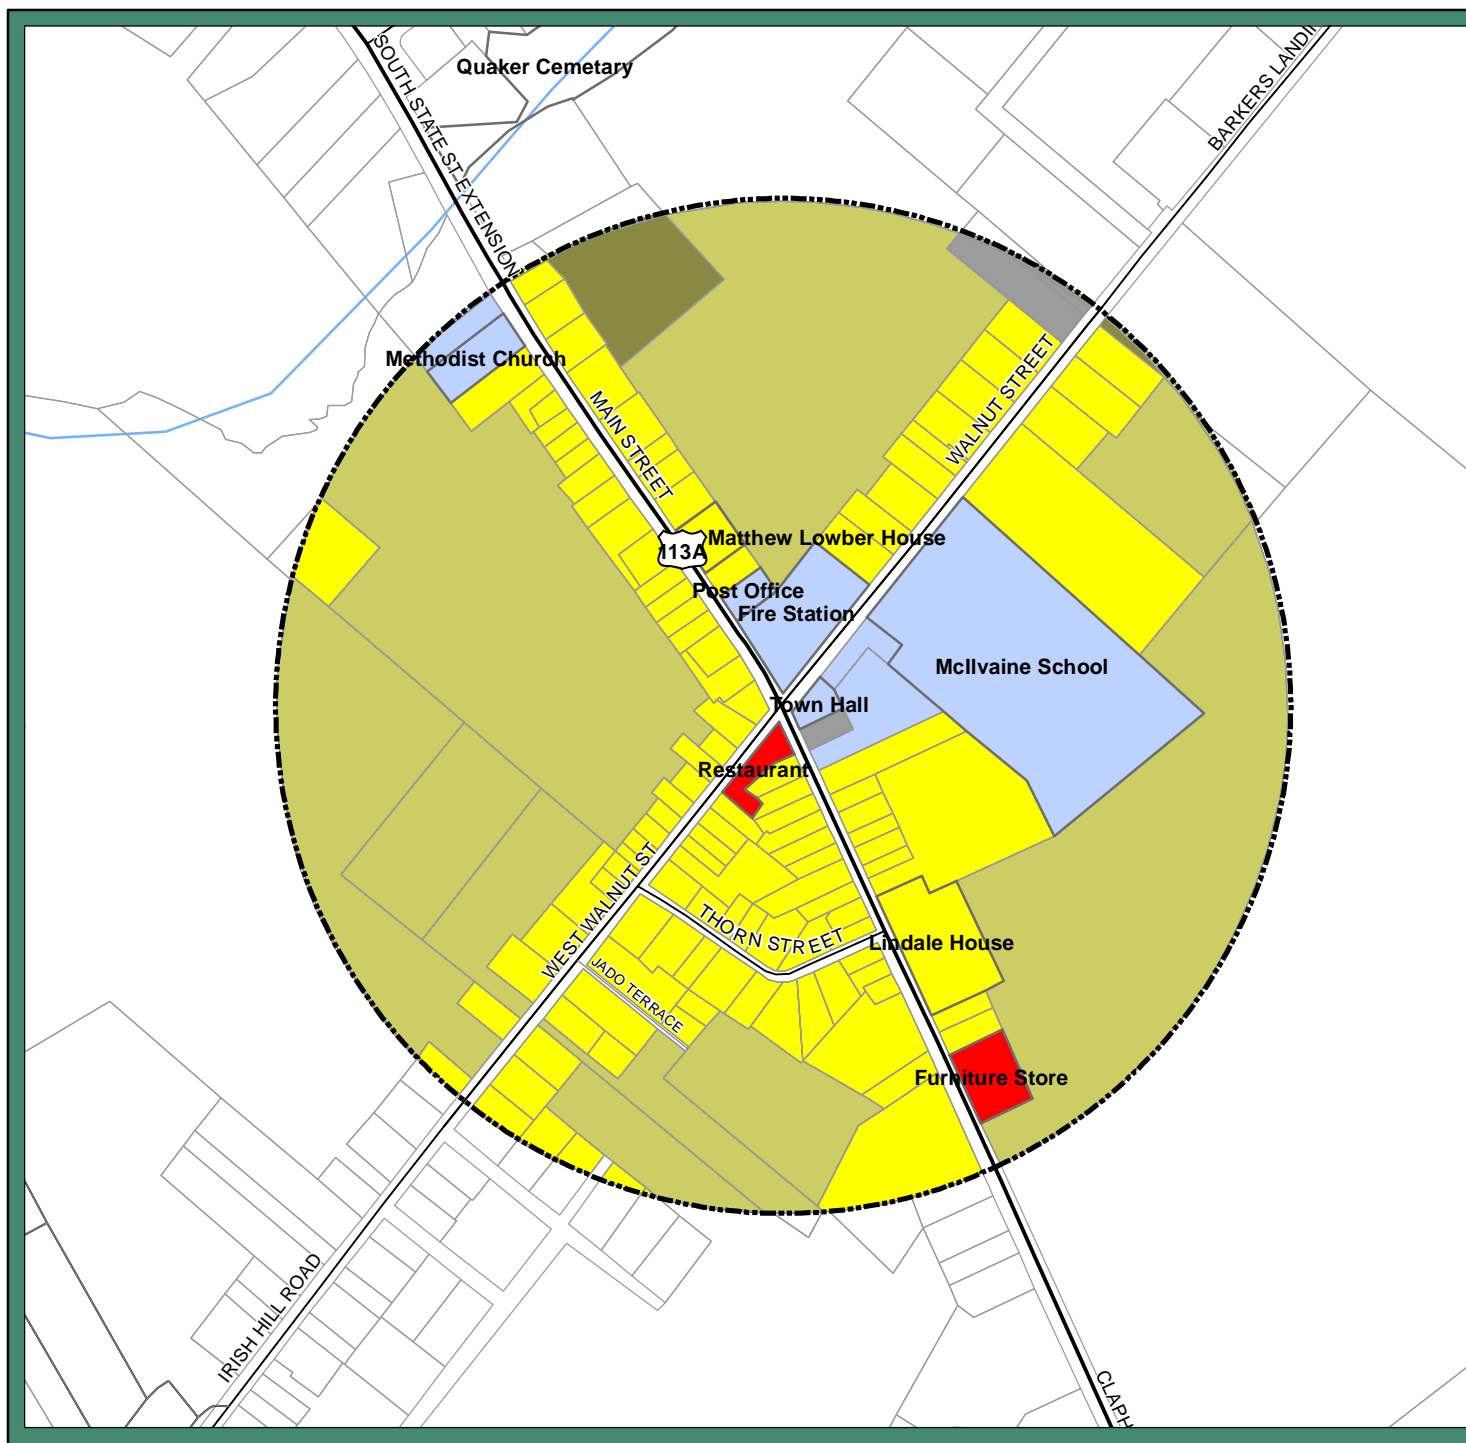 Quaker Cemetary
SOUTH STATE ST EXTENSION
BARKERS LANDIN
Methodist Church
MAIN STREET
WALNUT STREET
113A
Matthew Lowber House
Post Office
Fire Station
McIlvaine School
Town Hall
Restaurant
WEST WALNUT ST
THORN STREET
Lindale House
JADO TERRACE
Furniture Store
IRISH HILL ROAD
CLAPH